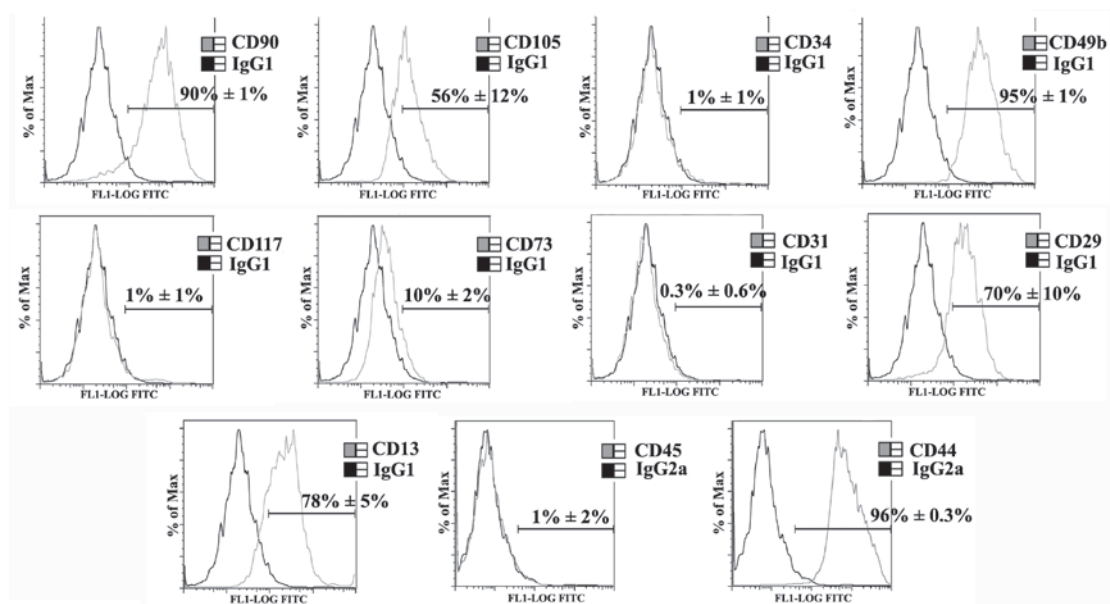 % of Max
CD90
IgG1
90% ± 1%
FL1-LOG FITC
% of Max
CD105
IgG1
56% ± 12%
FL1-LOG FITC
% of Max
CD34
IgG1
1% ± 1%
FL1-LOG FITC
% of Max
CD49b
IgG1
95% ± 1%
FL1-LOG FITC
% of Max
CD117
IgG1
1% ± 1%
FL1-LOG FITC
% of Max
CD73
IgG1
10% ± 2%
FL1-LOG FITC
% of Max
CD31
IgG1
0.3% ± 0.6%
FL1-LOG FITC
% of Max
CD29
IgG1
70% ± 10%
FL1-LOG FITC
% of Max
CD13
IgG1
78% ± 5%
FL1-LOG FITC
% of Max
CD45
IgG2a
1% ± 2%
FL1-LOG FITC
% of Max
CD44
IgG2a
96% ± 0.3%
FL1-LOG FITC